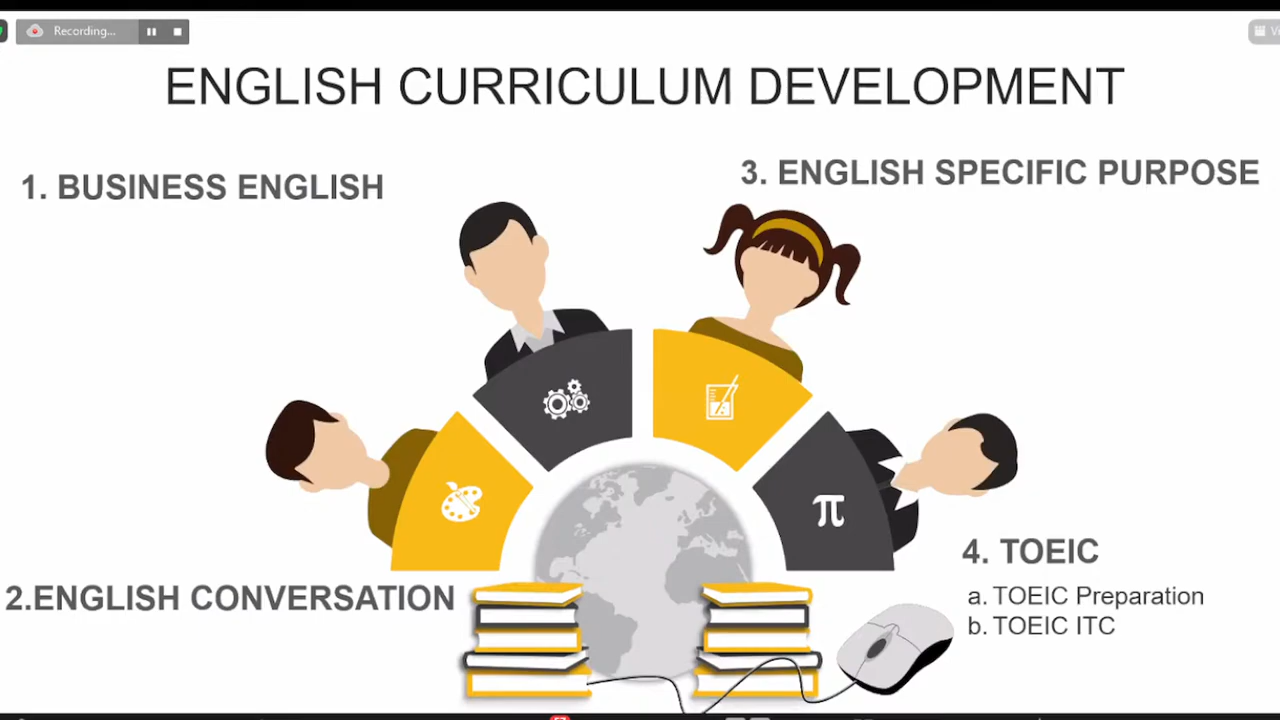 Recording...
ENGLISH CURRICULUM DEVELOPMENT
1. BUSINESS ENGLISH
3. ENGLISH SPECIFIC PURPOSE
π
2.ENGLISH CONVERSATION
4. TOEIC
a. TOEIC Preparation
b. TOEIC ITC